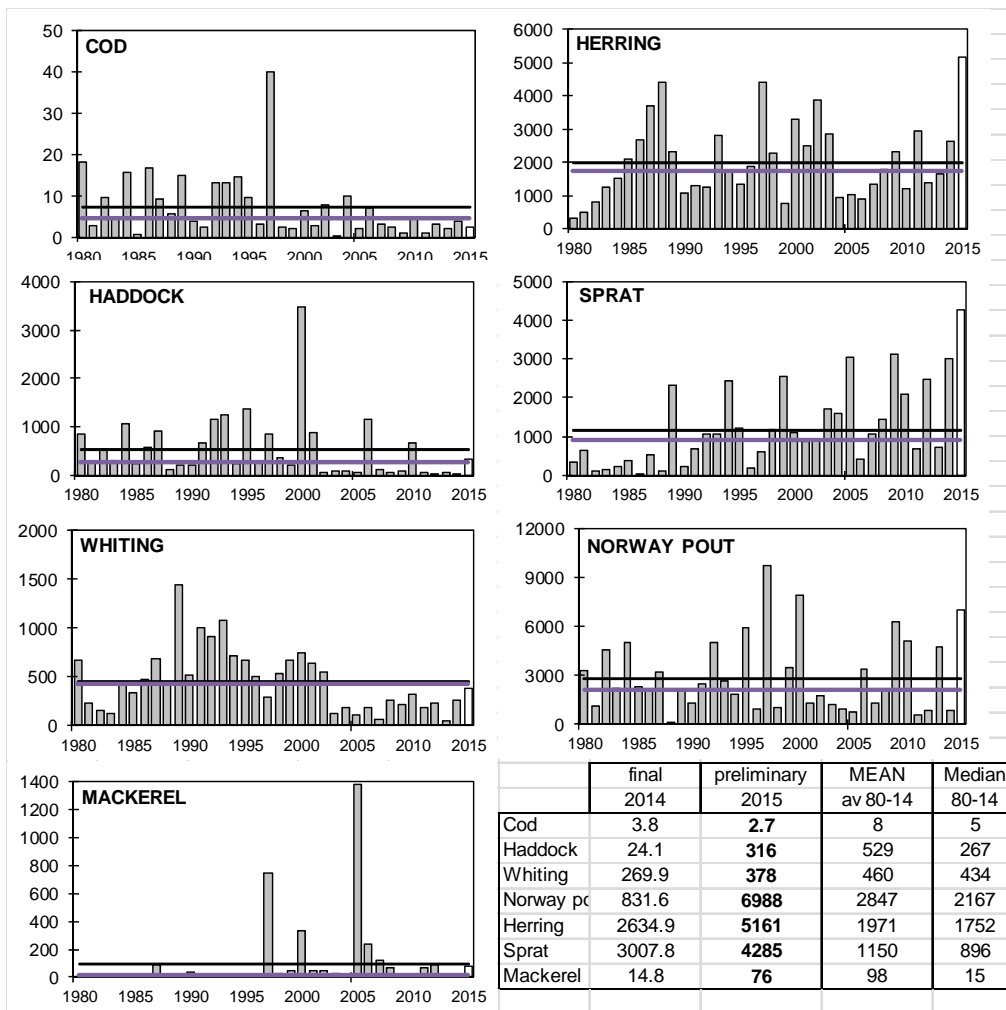 COD
50
40
30
20
10
0
1980 1985 1990 1995 2000 2005 2010 2015
HERRING
6000
5000
4000
3000
2000
1000
0
1980 1985 1990 1995 2000 2005 2010 2015
HADDOCK
4000
3000
2000
1000
0
1980 1985 1990 1995 2000 2005 2010 2015
SPRAT
5000
4000
3000
2000
1000
0
1980 1985 1990 1995 2000 2005 2010 2015
WHITING
2000
1500
1000
500
0
1980 1985 1990 1995 2000 2005 2010 2015
NORWAY POUT
12000
9000
6000
3000
0
1980 1985 1990 1995 2000 2005 2010 2015
MACKEREL
1400
1200
1000
800
600
400
200
0
1980 1985 1990 1995 2000 2005 2010 2015
final preliminary MEAN Median
2014 2015 av 80-14 80-14
Cod 3.8 2.7 8 5
Haddock 24.1 316 529 267
Whiting 269.9 378 460 434
Norway po 831.6 6988 2847 2167
Herring 2634.9 5161 1971 1752
Sprat 3007.8 4285 1150 896
Mackerel 14.8 76 98 15